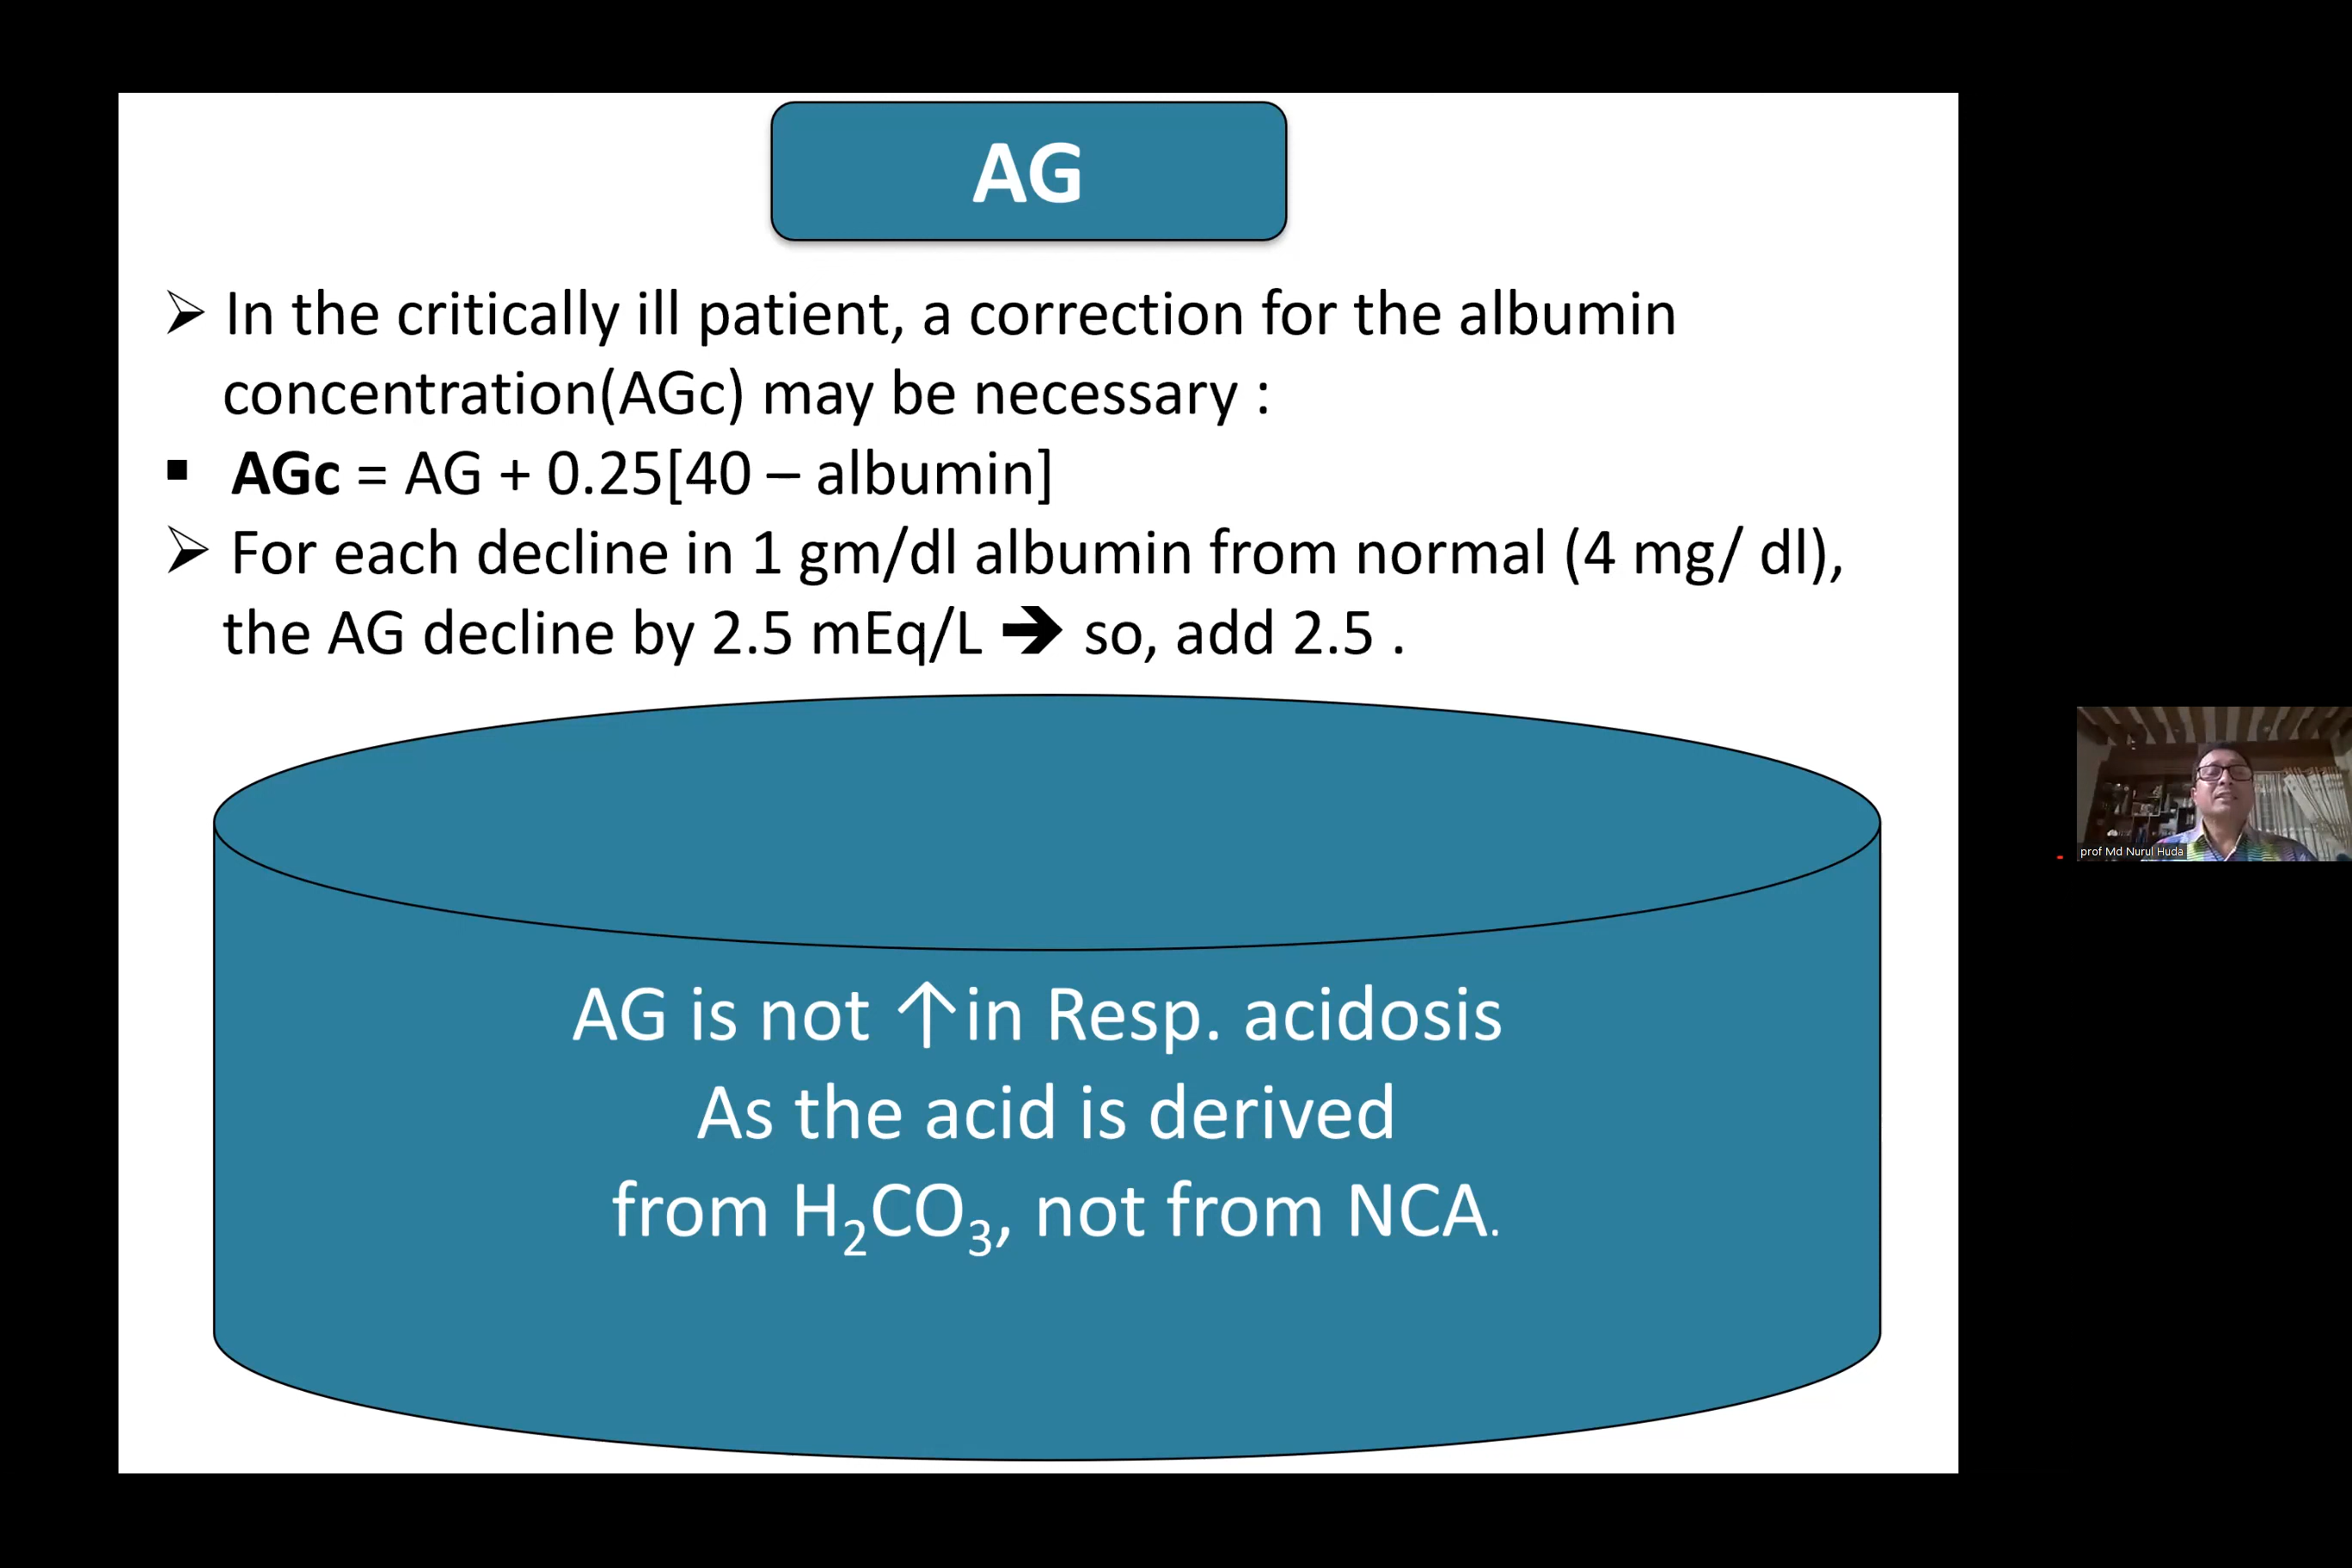 AG
➢ In the critically ill patient, a correction for the albumin
concentration(AGc) may be necessary :
▪ AGc = AG + 0.25[40 – albumin]
➢ For each decline in 1 gm/dl albumin from normal (4 mg/ dl),
the AG decline by 2.5 mEq/L ➔ so, add 2.5 .
AG is not ↑in Resp. acidosis
As the acid is derived
from H₂CO₃, not from NCA.
prof Md Nurul Huda